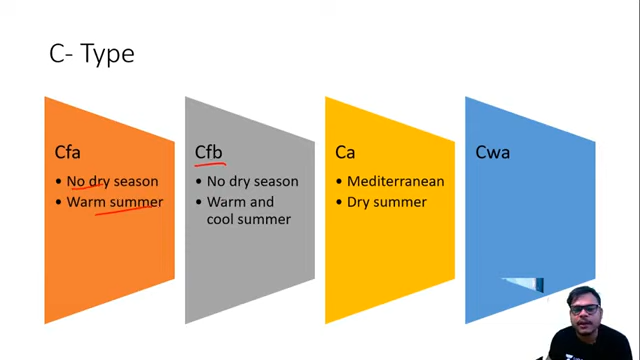 C- Type
Cfa
• No dry season
• Warm summer
Cfb
• No dry season
• Warm and
cool summer
Ca
• Mediterranean
• Dry summer
Cwa